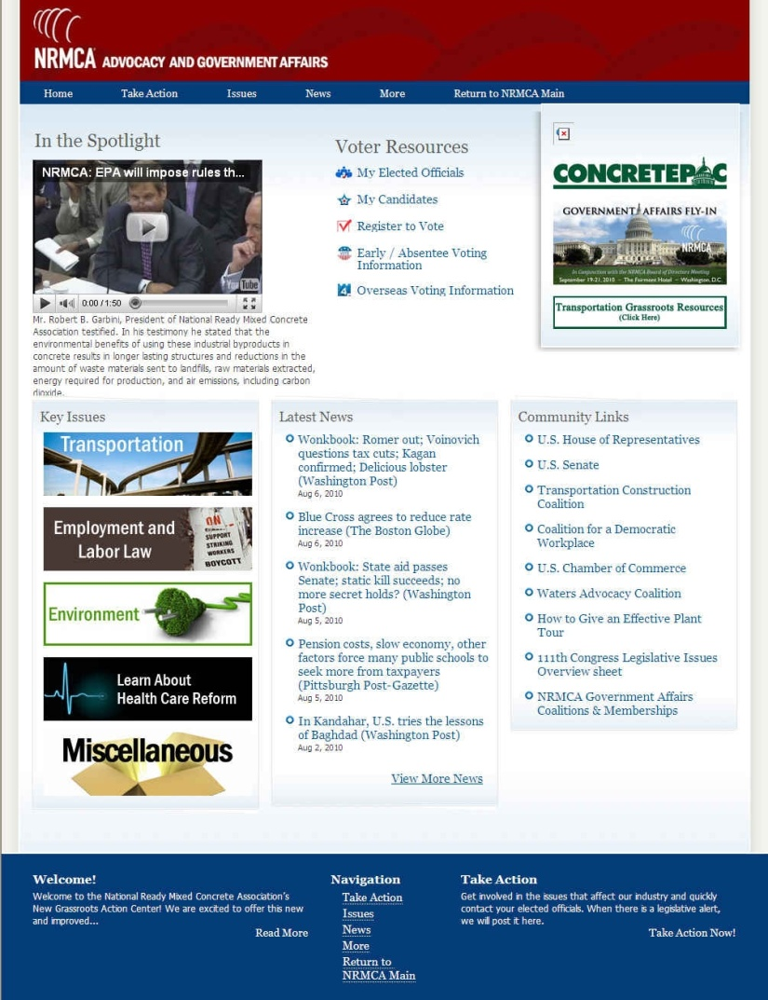 NRMCA ADVOCACY AND GOVERNMENT AFFAIRS
Home Take Action Issues News More Return to NRMCA Main
In the Spotlight
NRMCA: EPA will impose rules th...
YouTube
0:00 / 1:50
Mr. Robert B. Garbini, President of National Ready Mixed Concrete
Association testified. In his testimony he stated that the
environmental benefits of using these industrial byproducts in
concrete results in longer lasting structures and reductions in the
amount of waste materials sent to landfills, raw materials extracted,
energy required for production, and air emissions, including carbon
dioxide.
Voter Resources
My Elected Officials
My Candidates
Register to Vote
Early / Absentee Voting
Information
Overseas Voting Information
CONCRETEPAC
GOVERNMENT AFFAIRS FLY-IN
NRMCA
In Conjunction with the NRMCA Board of Directors Meeting
September 19-21, 2010 ~ The Fairmont Hotel ~ Washington, D.C.
Transportation Grassroots Resources
(Click Here)
Key Issues
Transportation
Employment and
Labor Law
ON
SUPPORT
STRIKING
WORKERS
BOYCOTT
Environment
Learn About
Health Care Reform
Miscellaneous
Latest News
Wonkbook: Romer out; Voinovich
questions tax cuts; Kagan
confirmed; Delicious lobster
(Washington Post)
Aug 6, 2010
Blue Cross agrees to reduce rate
increase (The Boston Globe)
Aug 6, 2010
Wonkbook: State aid passes
Senate; static kill succeeds; no
more secret holds? (Washington
Post)
Aug 5, 2010
Pension costs, slow economy, other
factors force many public schools to
seek more from taxpayers
(Pittsburgh Post-Gazette)
Aug 5, 2010
In Kandahar, U.S. tries the lessons
of Baghdad (Washington Post)
Aug 2, 2010
View More News
Community Links
U.S. House of Representatives
U.S. Senate
Transportation Construction
Coalition
Coalition for a Democratic
Workplace
U.S. Chamber of Commerce
Waters Advocacy Coalition
How to Give an Effective Plant
Tour
111th Congress Legislative Issues
Overview sheet
NRMCA Government Affairs
Coalitions & Memberships
Welcome!
Welcome to the National Ready Mixed Concrete Association's
New Grassroots Action Center! We are excited to offer this new
and improved...
Read More
Navigation
Take Action
Issues
News
More
Return to
NRMCA Main
Take Action
Get involved in the issues that affect our industry and quickly
contact your elected officials. When there is a legislative alert,
we will post it here.
Take Action Now!